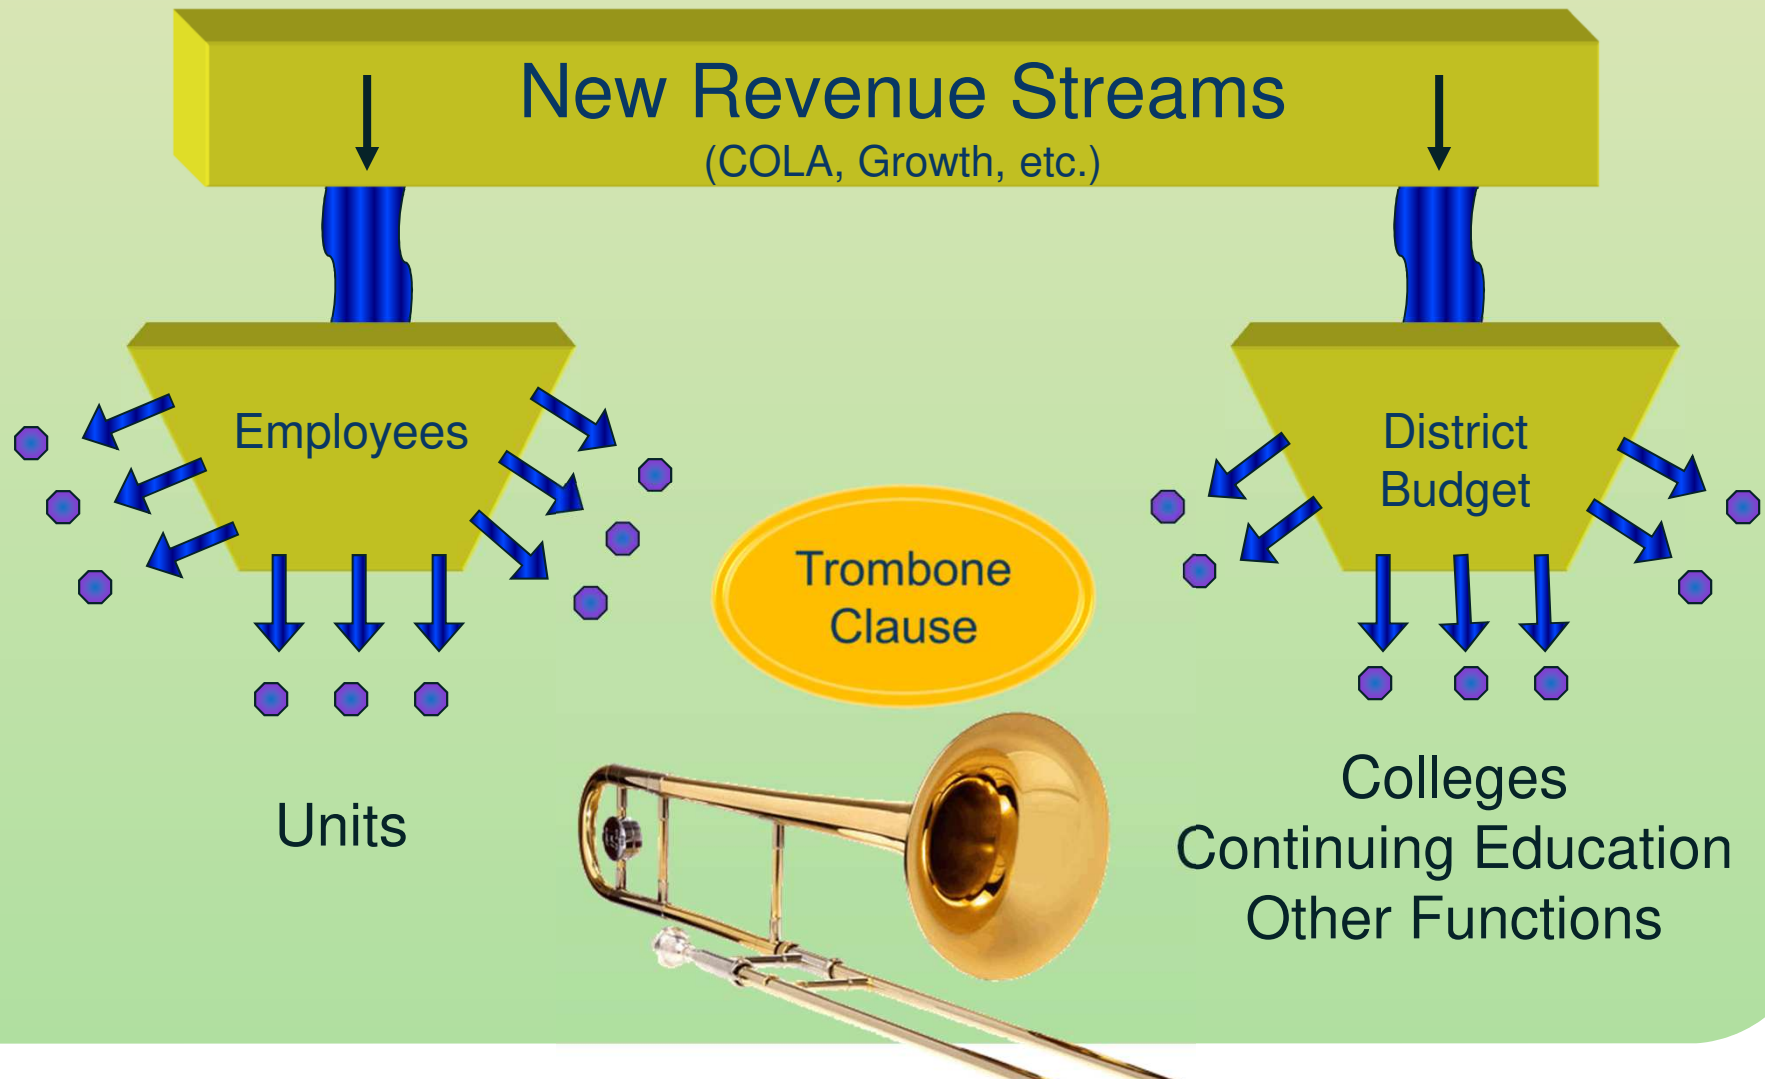 New Revenue Streams
(COLA, Growth, etc.)
Employees
District
Budget
Trombone
Clause
Units
Colleges
Continuing Education
Other Functions